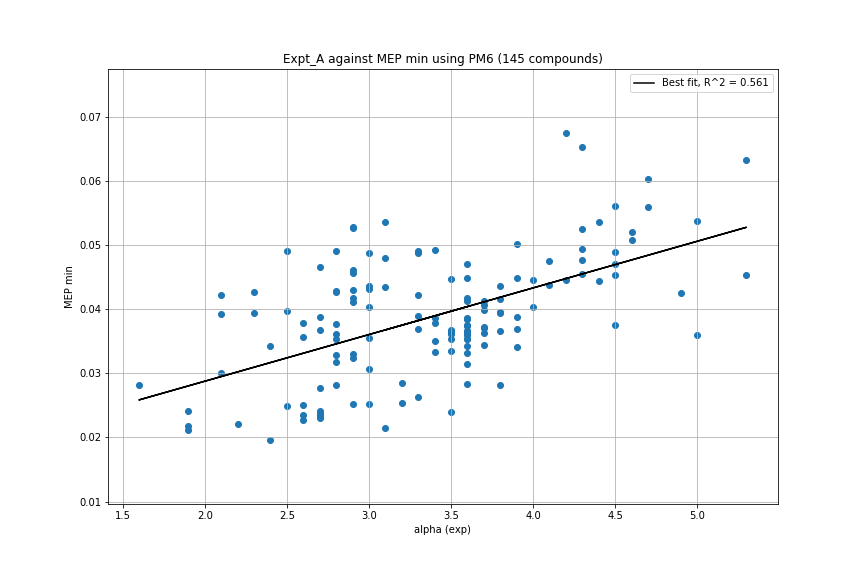 Expt_A against MEP min using PM6 (145 compounds)
Best fit, R^2 = 0.561
0.07
0.06
0.05
0.04
0.03
0.02
0.01
MEP min
1.5 2.0 2.5 3.0 3.5 4.0 4.5 5.0
alpha (exp)